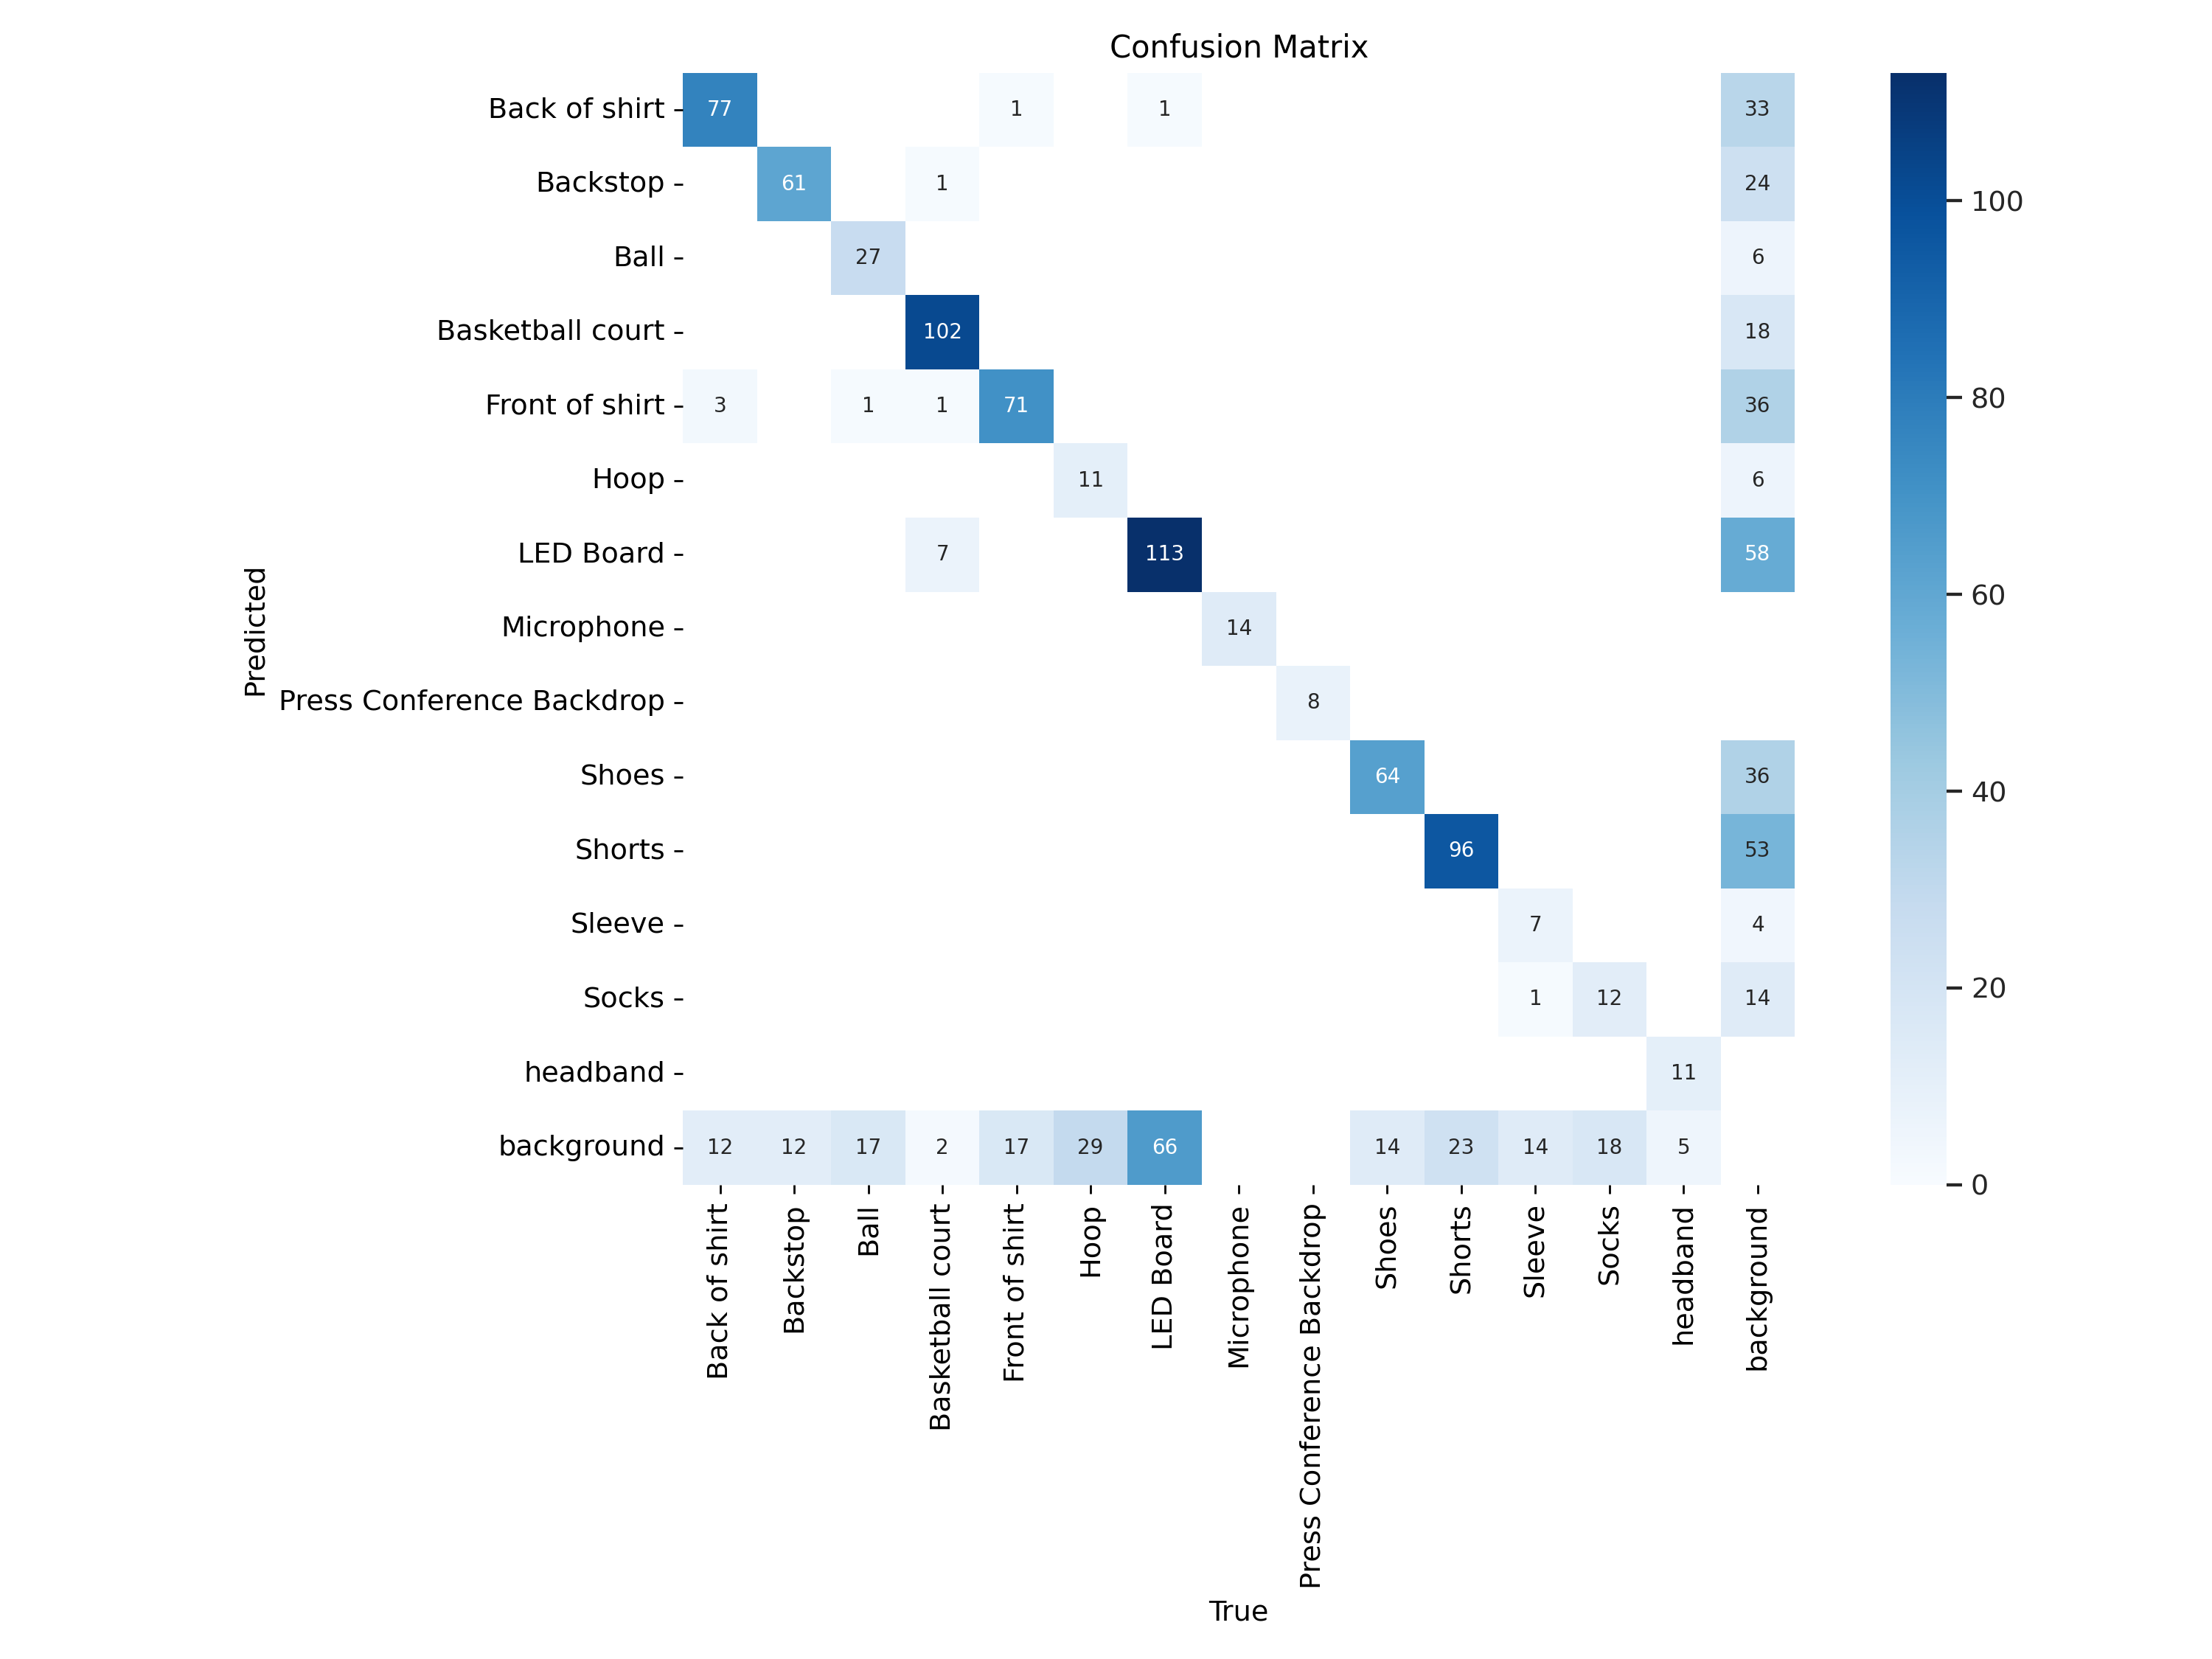 Confusion Matrix
Back of shirt 77 1 1 33
Backstop 61 1 24
Ball 27 6
Basketball court 102 18
Front of shirt 3 1 1 71 36
Hoop 11 6
LED Board 7 113 58
Microphone 14
Press Conference Backdrop 8
Shoes 64 36
Shorts 96 53
Sleeve 7 4
Socks 1 12 14
headband 11
background 12 12 17 2 17 29 66 14 23 14 18 5
Predicted
Back of shirt
Backstop
Ball
Basketball court
Front of shirt
Hoop
LED Board
Microphone
Press Conference Backdrop
Shoes
Shorts
Sleeve
Socks
headband
background
True
100
80
60
40
20
0